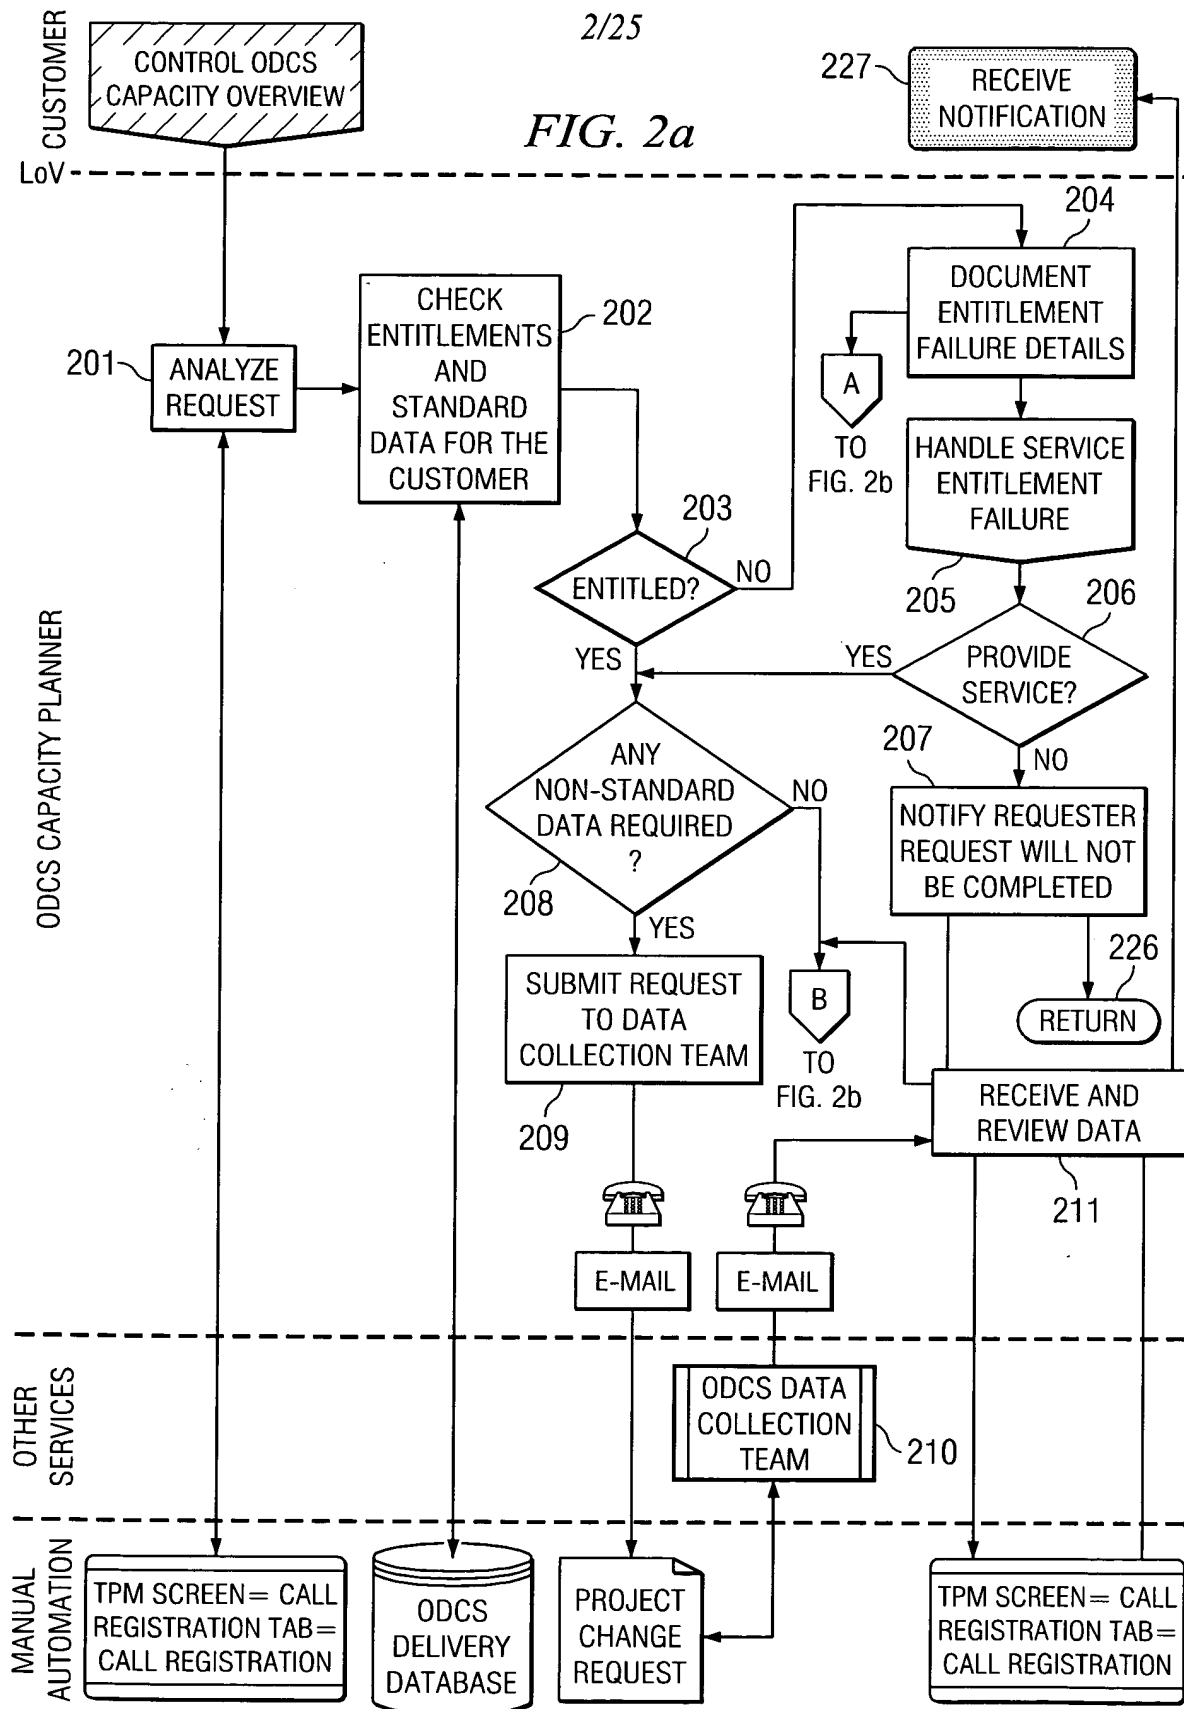 2/25
CUSTOMER
CONTROL ODCS
CAPACITY OVERVIEW
227
RECEIVE
NOTIFICATION
FIG. 2a
LoV
204
DOCUMENT
ENTITLEMENT
FAILURE DETAILS
CHECK
ENTITLEMENTS
AND
STANDARD
DATA FOR THE
CUSTOMER
202
201
ANALYZE
REQUEST
A
TO
FIG. 2b
HANDLE SERVICE
ENTITLEMENT
FAILURE
205
203
ENTITLED?
NO
YES
206
PROVIDE
SERVICE?
YES
NO
ODCS CAPACITY PLANNER
ANY
NON-STANDARD
DATA REQUIRED
?
208
NO
YES
207
NOTIFY REQUESTER
REQUEST WILL NOT
BE COMPLETED
226
RETURN
SUBMIT REQUEST
TO DATA
COLLECTION TEAM
209
B
TO
FIG. 2b
RECEIVE AND
REVIEW DATA
211
E-MAIL
E-MAIL
OTHER
SERVICES
ODCS DATA
COLLECTION
TEAM
210
MANUAL
AUTOMATION
TPM SCREEN= CALL
REGISTRATION TAB=
CALL REGISTRATION
ODCS
DELIVERY
DATABASE
PROJECT
CHANGE
REQUEST
TPM SCREEN= CALL
REGISTRATION TAB=
CALL REGISTRATION